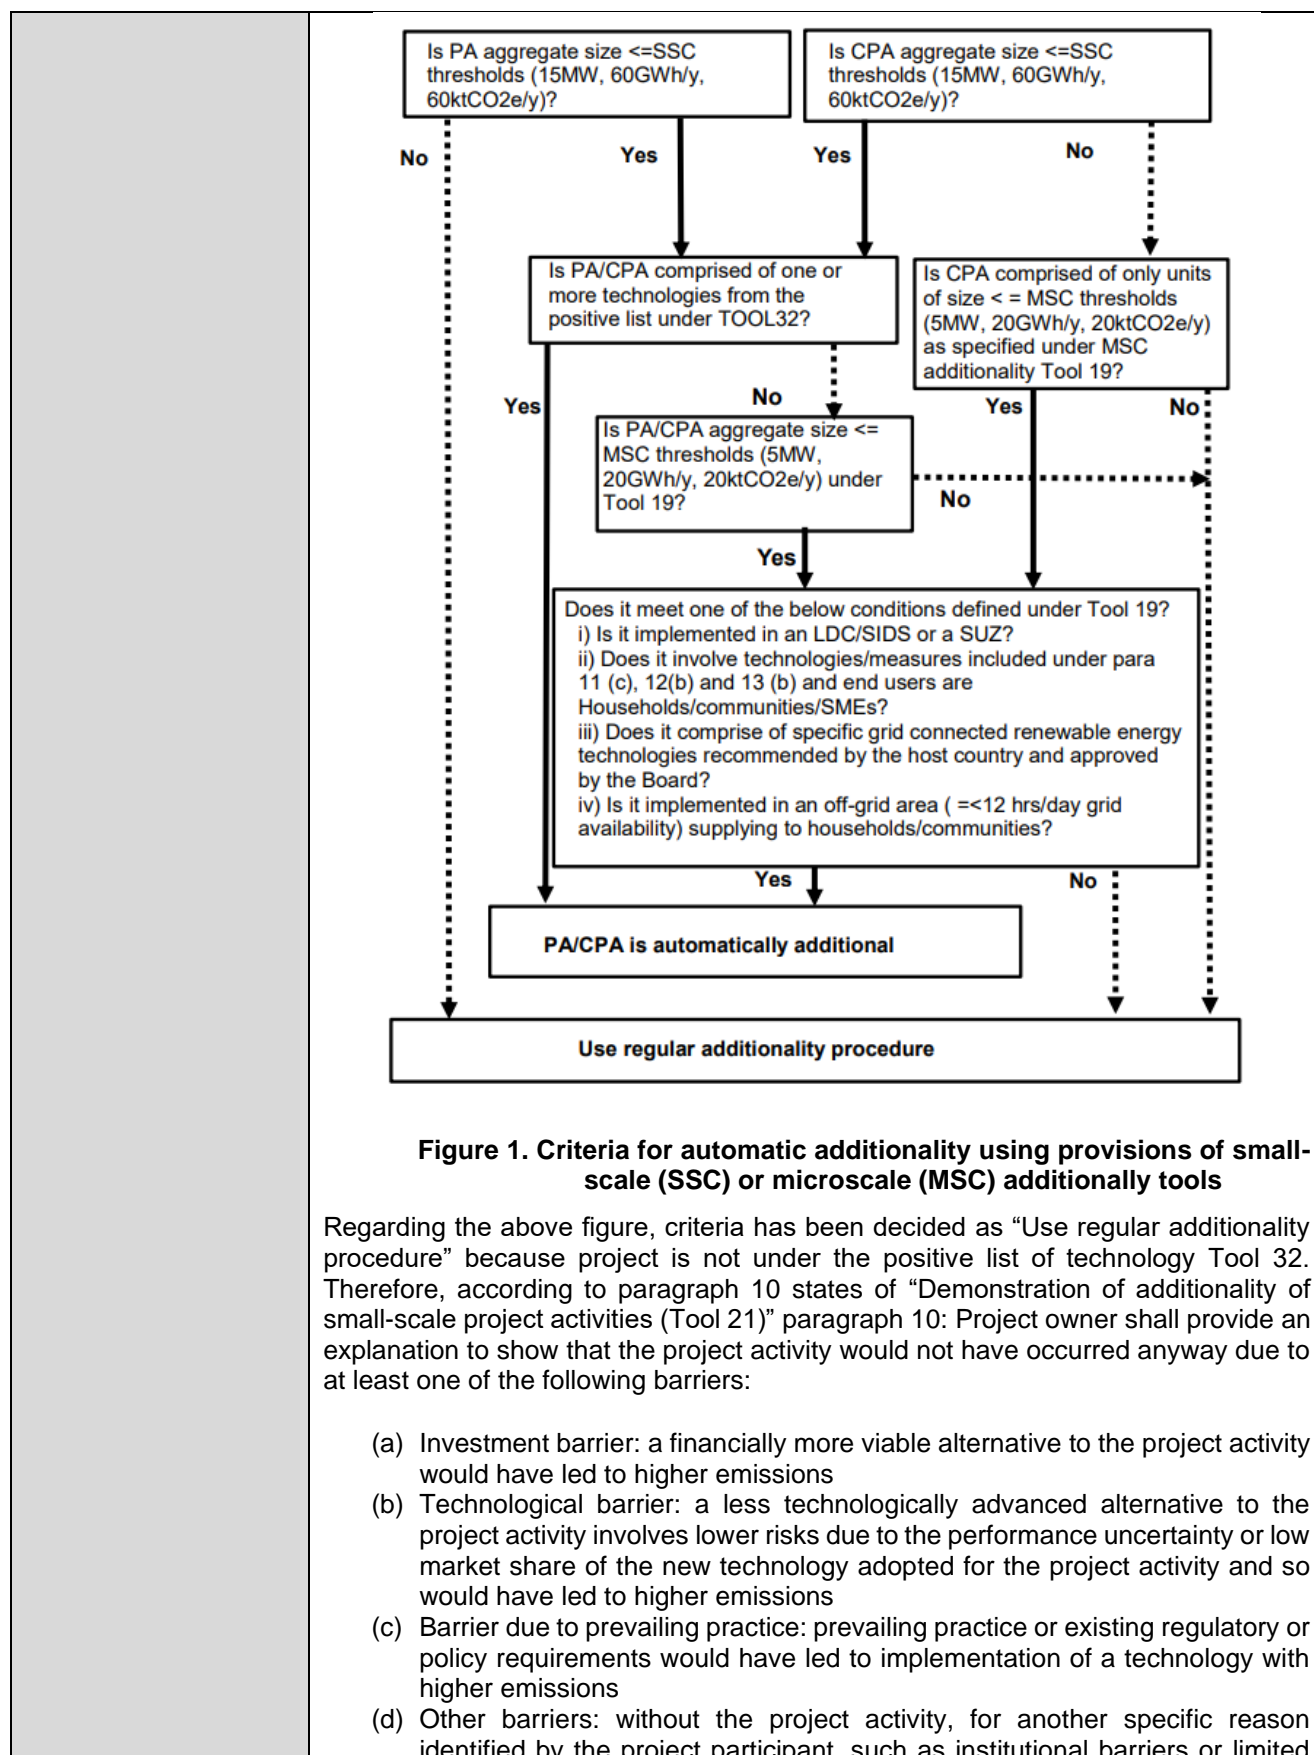 Is PA aggregate size <=SSC
thresholds (15MW, 60GWh/y,
60ktCO2e/y)?
Is CPA aggregate size <=SSC
thresholds (15MW, 60GWh/y,
60ktCO2e/y)?
No
Yes
Yes
No
Is PA/CPA comprised of one or
more technologies from the
positive list under TOOL32?
Is CPA comprised of only units
of size < = MSC thresholds
(5MW, 20GWh/y, 20ktCO2e/y)
as specified under MSC
additionality Tool 19?
Yes
No
Yes
No
Is PA/CPA aggregate size <=
MSC thresholds (5MW,
20GWh/y, 20ktCO2e/y) under
Tool 19?
No
Yes
Does it meet one of the below conditions defined under Tool 19?
i) Is it implemented in an LDC/SIDS or a SUZ?
ii) Does it involve technologies/measures included under para
11 (c), 12(b) and 13 (b) and end users are
Households/communities/SMEs?
iii) Does it comprise of specific grid connected renewable energy
technologies recommended by the host country and approved
by the Board?
iv) Is it implemented in an off-grid area ( =<12 hrs/day grid
availability) supplying to households/communities?
Yes
No
PA/CPA is automatically additional
Use regular additionality procedure
Figure 1. Criteria for automatic additionality using provisions of small-
scale (SSC) or microscale (MSC) additionally tools
Regarding the above figure, criteria has been decided as “Use regular additionality
procedure” because project is not under the positive list of technology Tool 32.
Therefore, according to paragraph 10 states of “Demonstration of additionality of
small-scale project activities (Tool 21)” paragraph 10: Project owner shall provide an
explanation to show that the project activity would not have occurred anyway due to
at least one of the following barriers:
(a) Investment barrier: a financially more viable alternative to the project activity
would have led to higher emissions
(b) Technological barrier: a less technologically advanced alternative to the
project activity involves lower risks due to the performance uncertainty or low
market share of the new technology adopted for the project activity and so
would have led to higher emissions
(c) Barrier due to prevailing practice: prevailing practice or existing regulatory or
policy requirements would have led to implementation of a technology with
higher emissions
(d) Other barriers: without the project activity, for another specific reason
identified by the project participant, such as institutional barriers or limited